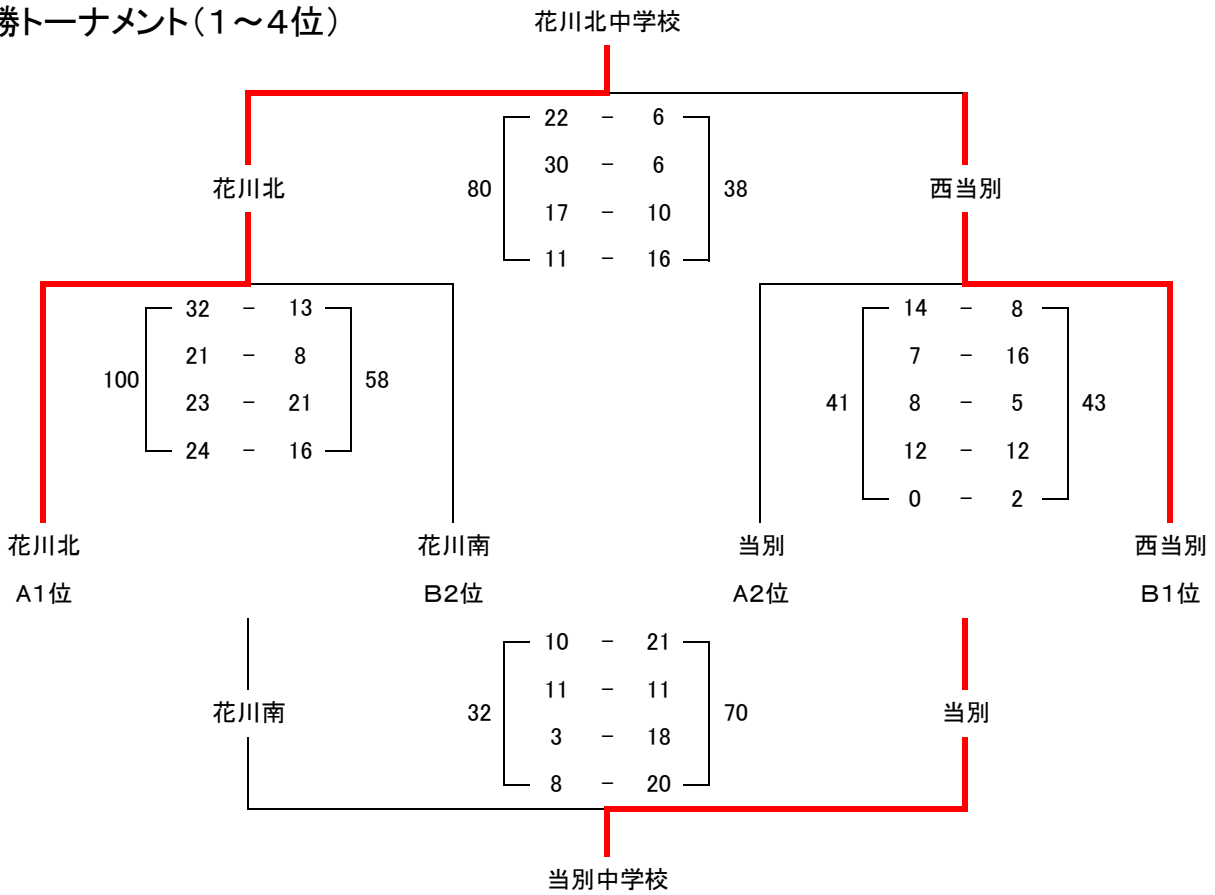 勝トーナメント(１～４位)
花川北中学校
22 － 6
30 － 6
花川北 80 38 西当別
17 － 10
11 － 16
32 － 13 14 － 8
21 － 8 7 － 16
100 58
23 － 21 41 8 － 5 43
24 － 16 12 － 12
0 － 2
花川北 花川南 当別 西当別
A１位 Ｂ２位 A２位 Ｂ１位
10 － 21
11 － 11
花川南 32 70 当別
3 － 18
8 － 20
当別中学校